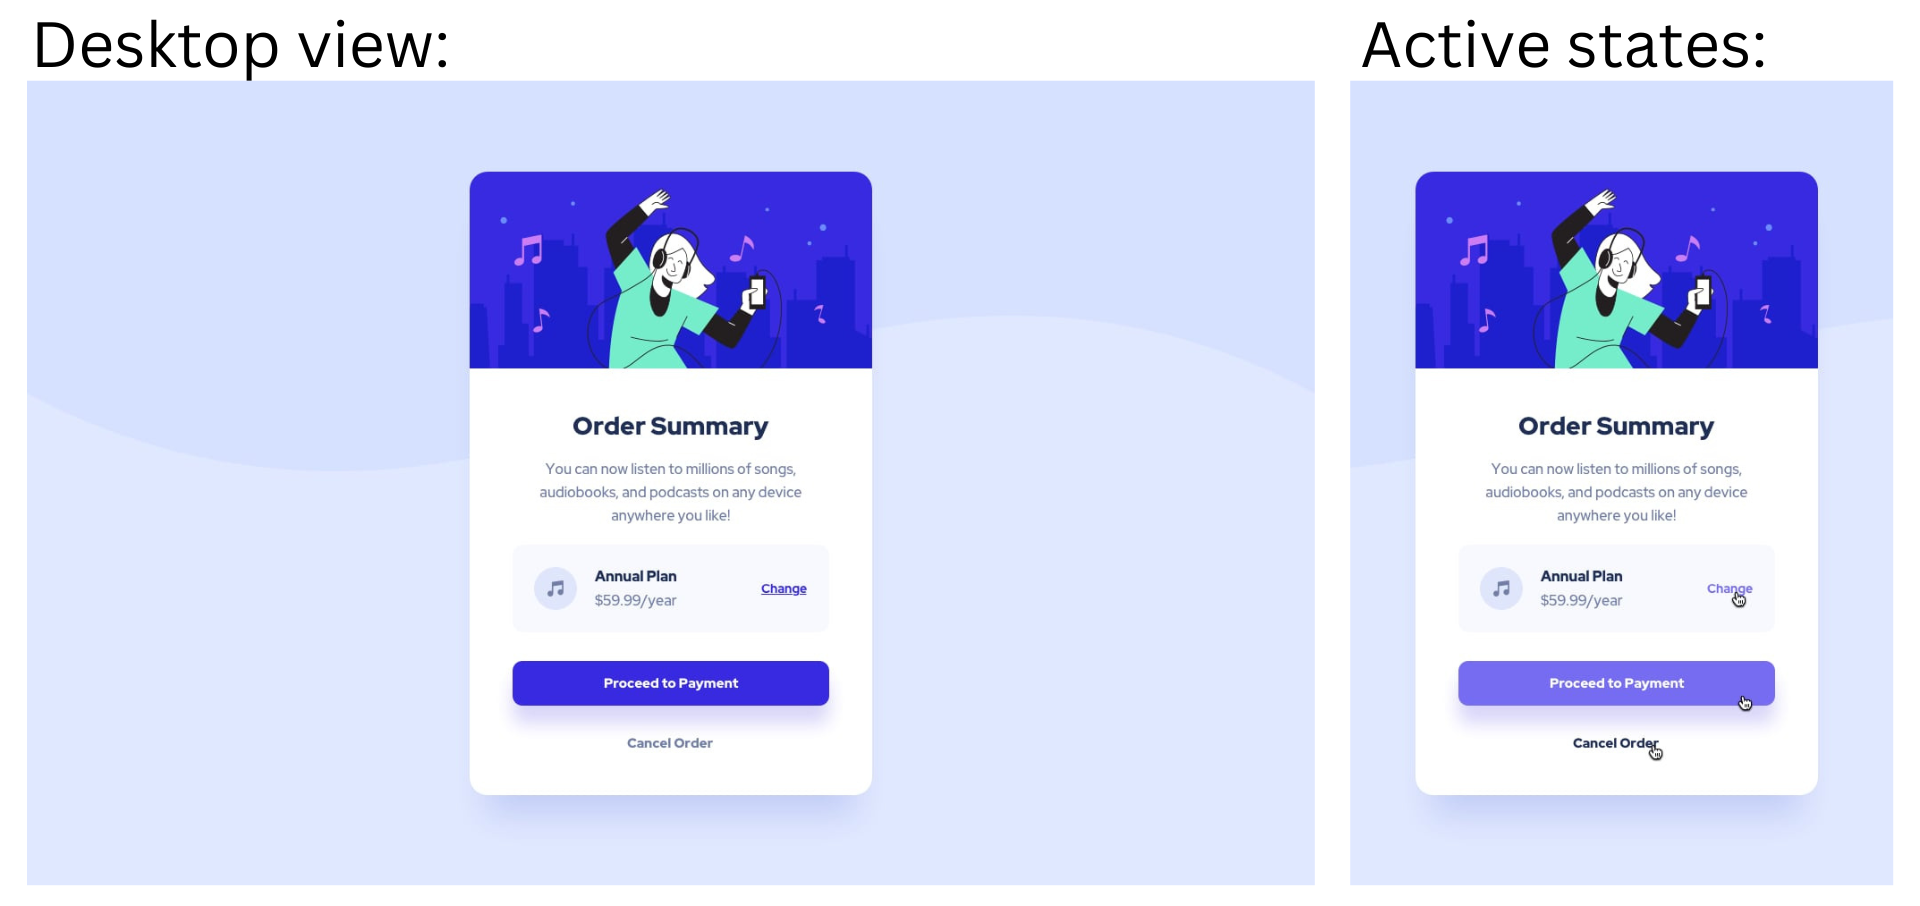 Desktop view:
Order Summary
You can now listen to millions of songs,
audiobooks, and podcasts on any device
anywhere you like!
Annual Plan
$59.99/year
Change
Proceed to Payment
Cancel Order
Active states:
Order Summary
You can now listen to millions of songs,
audiobooks, and podcasts on any device
anywhere you like!
Annual Plan
$59.99/year
Change
Proceed to Payment
Cancel Order